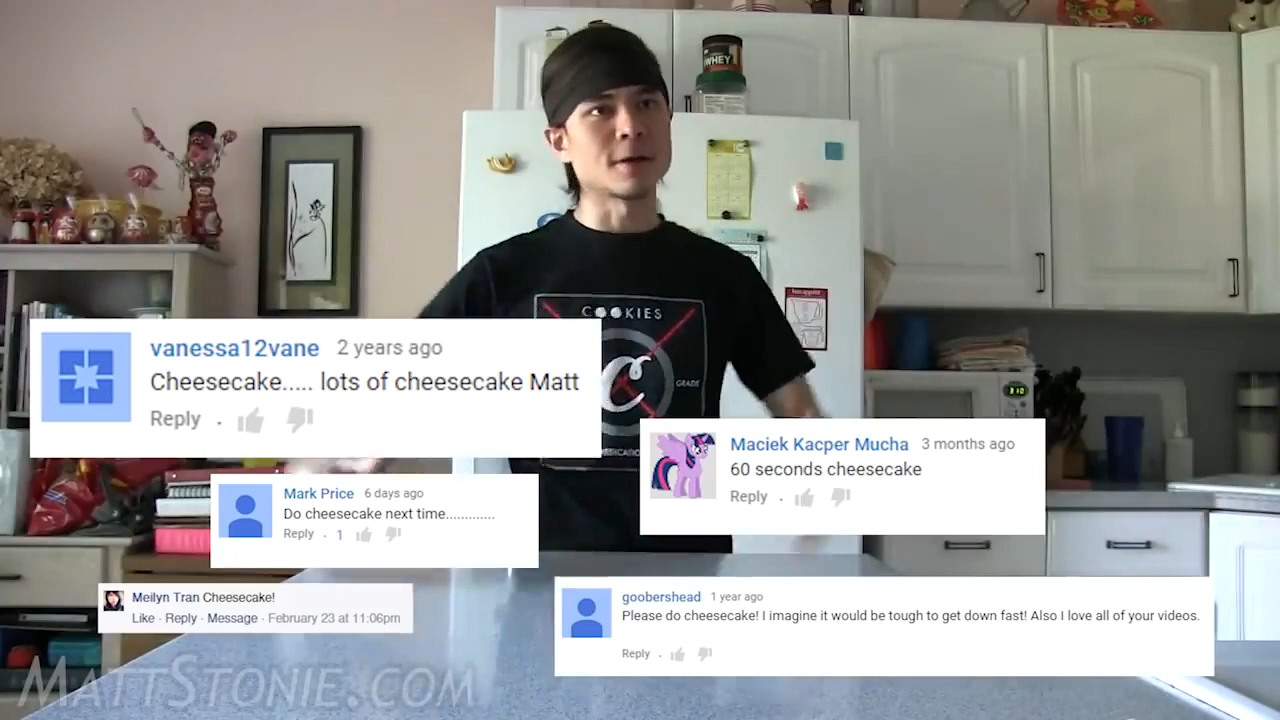 WHEY
COOKIES
C
GRADE
310
vanessa12vane 2 years ago
Cheesecake..... lots of cheesecake Matt
Reply
Maciek Kacper Mucha 3 months ago
60 seconds cheesecake
Reply
Mark Price 6 days ago
Do cheesecake next time.............
Reply · 1
Meilyn Tran Cheesecake!
Like · Reply · Message · February 23 at 11:06pm
goobershead 1 year ago
Please do cheesecake! I imagine it would be tough to get down fast! Also I love all of your videos.
Reply
MATTSTONIE.COM